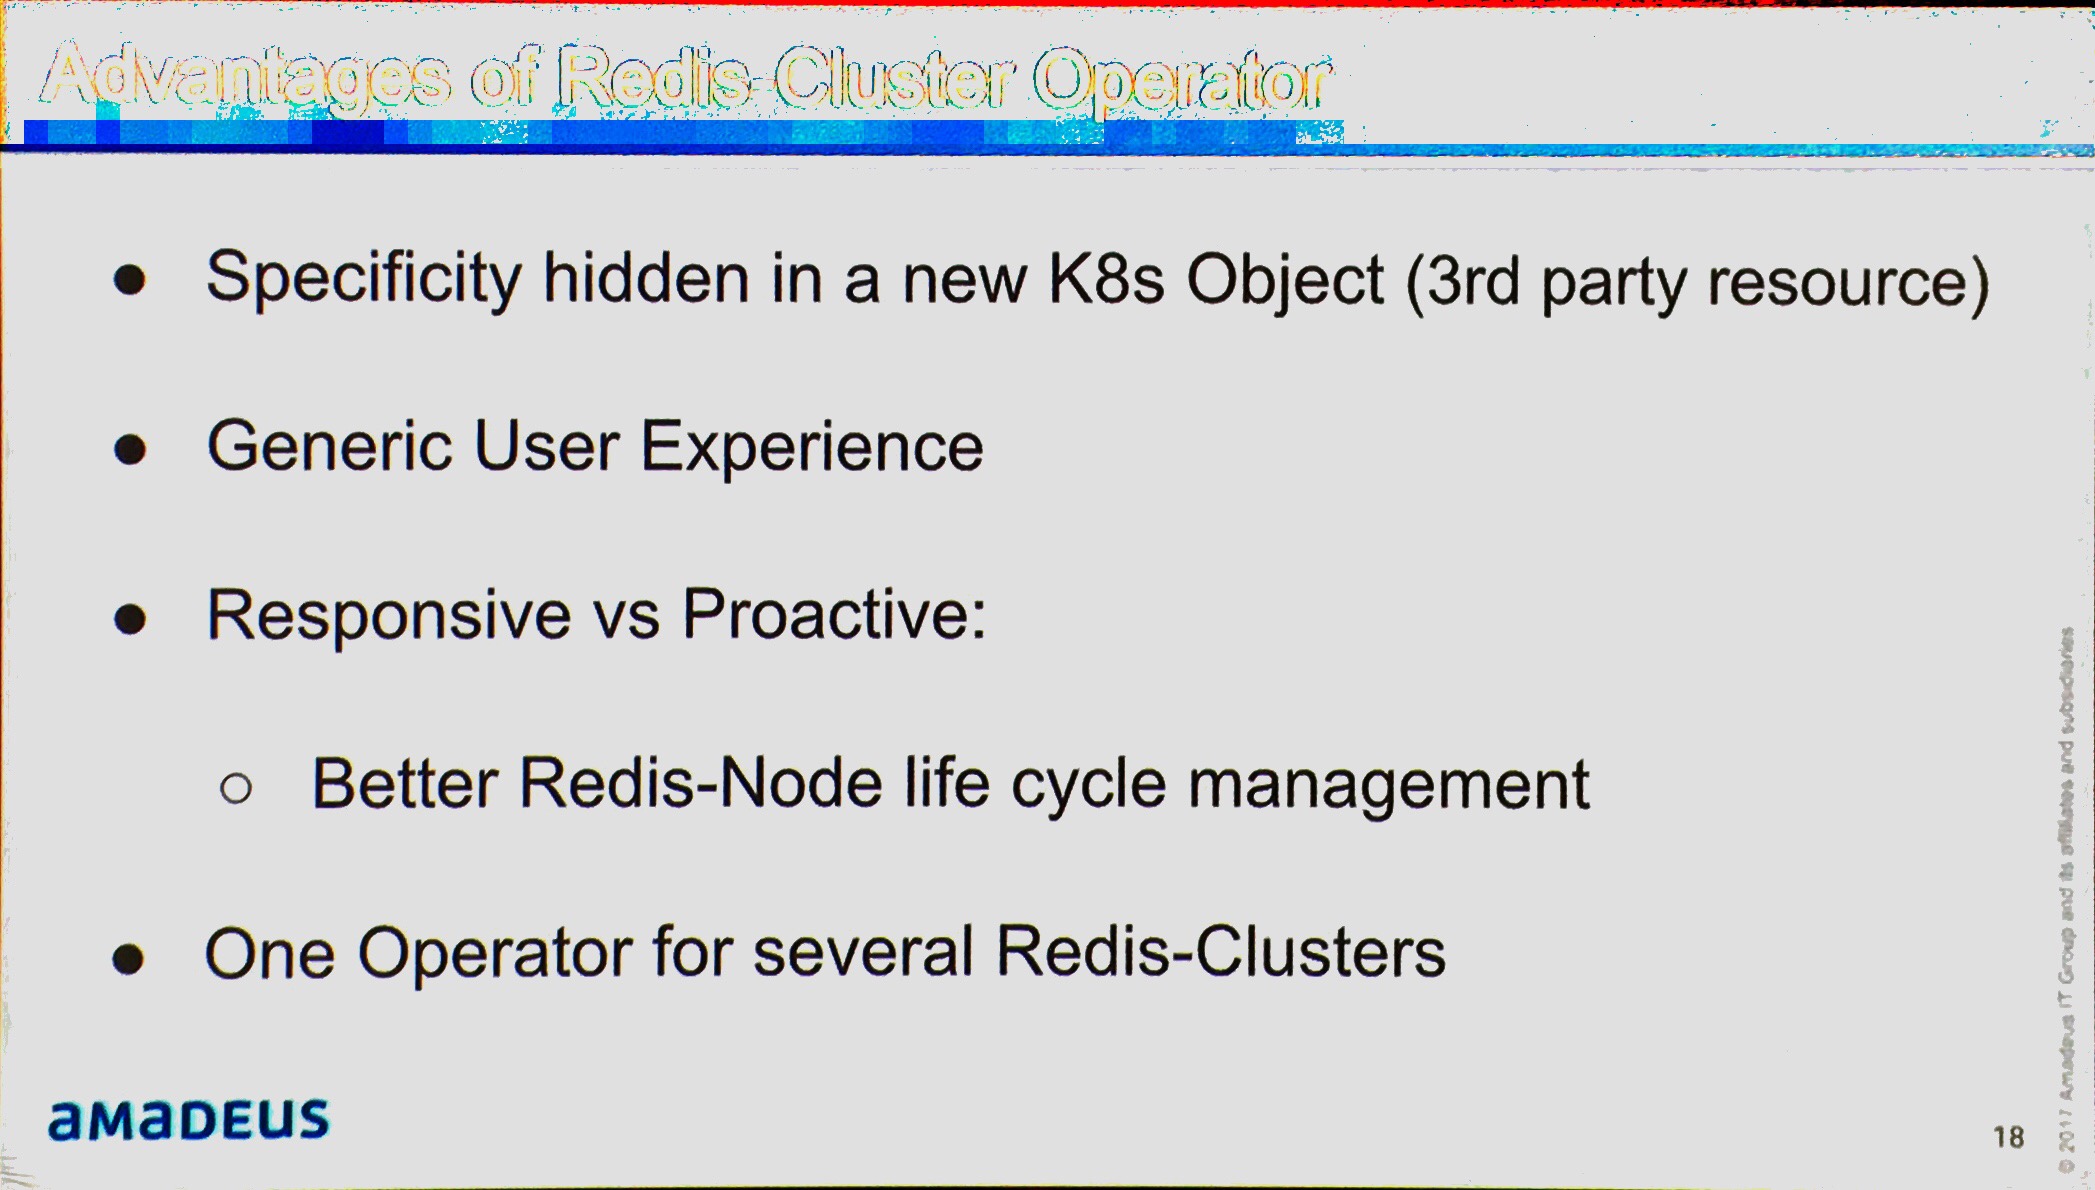 Advantages of Redis-Cluster Operator
● Specificity hidden in a new K8s Object (3rd party resource)
● Generic User Experience
● Responsive vs Proactive:
○ Better Redis-Node life cycle management
● One Operator for several Redis-Clusters
amadeus
18
© 2017 Amadeus IT Group and its affiliates and subsidiaries